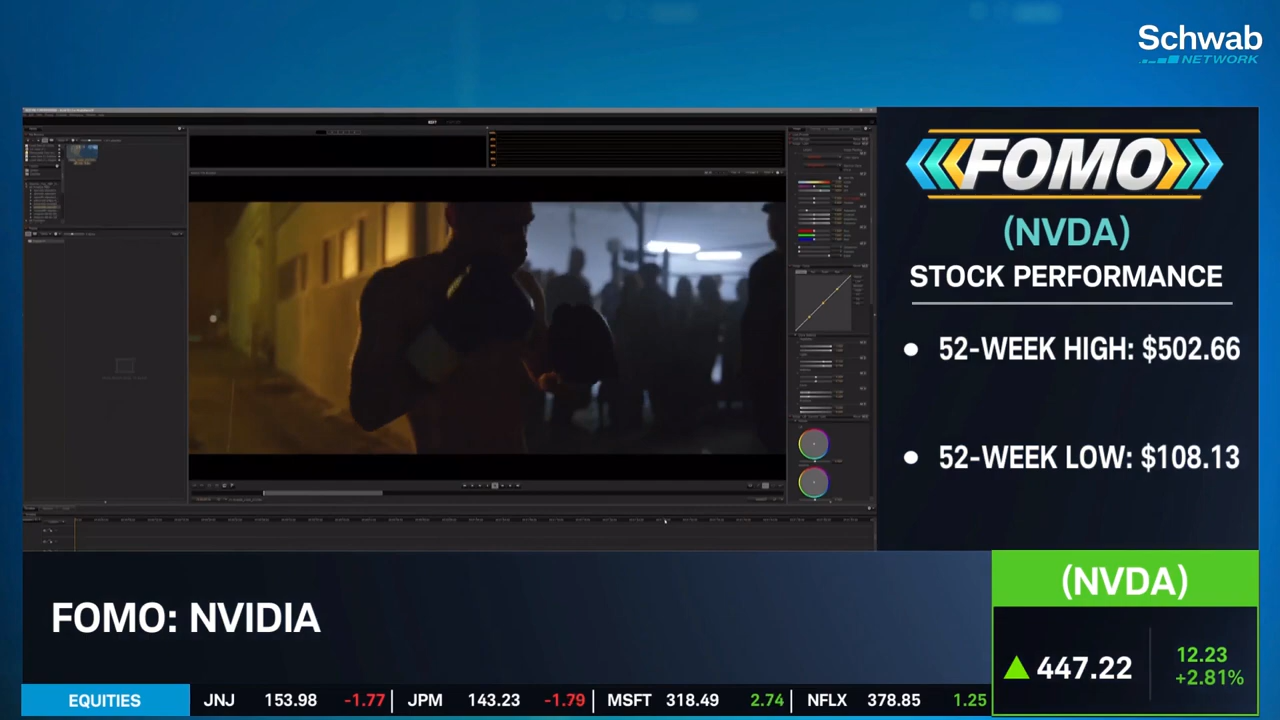 Schwab
NETWORK
FOMO
(NVDA)
STOCK PERFORMANCE
• 52-WEEK HIGH: $502.66
• 52-WEEK LOW: $108.13
FOMO: NVIDIA
(NVDA)
▲ 447.22
12.23
+2.81%
EQUITIES
JNJ 153.98 -1.77 JPM 143.23 -1.79 MSFT 318.49 2.74 NFLX 378.85 1.25